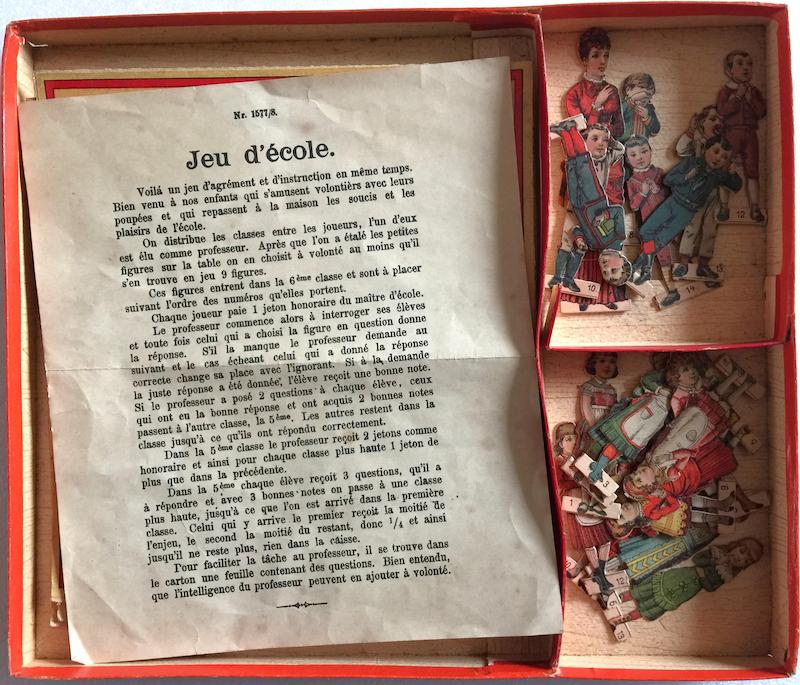 Nr. 1577/8.
Jeu d'école.
Voilà un jeu d'agrément et d'instruction en même temps.
Bien venu à nos enfants qui s'amusent volontièrs avec leurs
poupées et qui repassent à la maison les soucis et les
plaisirs de l'école.
On distribue les classes entre les joueurs, l'un d'eux
est élu comme professeur. Après que l'on a étalé les petites
figures sur la table on en choisit à volonté au moins qu'il
s'en trouve en jeu 9 figures.
Ces figures entrent dans la 6ème classe et sont à placer
suivant l'ordre des numéros qu'elles portent.
Chaque joueur paie 1 jeton honoraire du maître d'école.
Le professeur commence alors à interroger ses élèves
et toute fois celui qui a choisi la figure en question donne
la réponse. S'il la manque le professeur demande au
suivant et le cas écheant celui qui a donné la réponse
correcte change sa place avec l'ignorant. Si à la demande
la juste réponse a été donnée, l'élève reçoit une bonne note.
Si le professeur a posé 2 questions à chaque élève, ceux
qui ont eu la bonne réponse et ont acquis 2 bonnes notes
passent à l'autre classe, la 5ème. Les autres restent dans la
classe jusqu'à ce qu'ils ont répondu correctement.
Dans la 5ème classe le professeur reçoit 2 jetons comme
honoraire et ainsi pour chaque classe plus haute 1 jeton de
plus que dans la précédente.
Dans la 5ème chaque élève reçoit 3 questions, qu'il a
à répondre et avec 3 bonnes notes on passe à une classe
plus haute, jusqu'à ce que l'on est arrivé dans la première
classe. Celui qui y arrive le premier reçoit la moitié de
l'enjeu, le second la moitié du restant, donc 1/4 et ainsi
jusqu'il ne reste plus, rien dans la câisse.
Pour faciliter la tâche au professeur, il se trouve dans
le carton une feuille contenant des questions. Bien entendu,
que l'intelligence du professeur peuvent en ajouter à volonté.
12
8
13
14
10
9
3
6
1
12
6
13